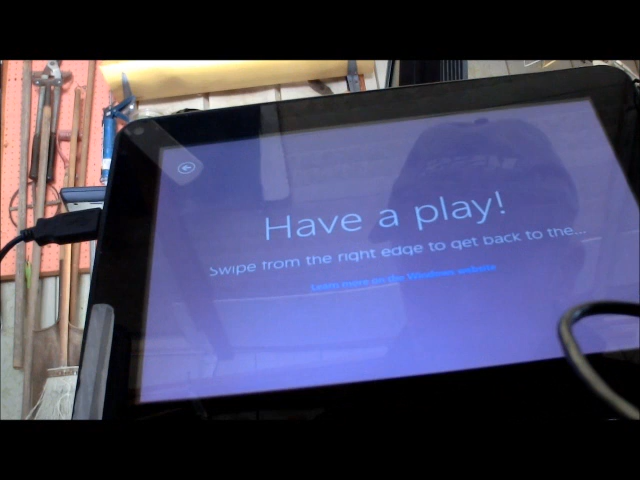 Have a play!
Swipe from the right edge to get back to the...
Learn more on the Windows website